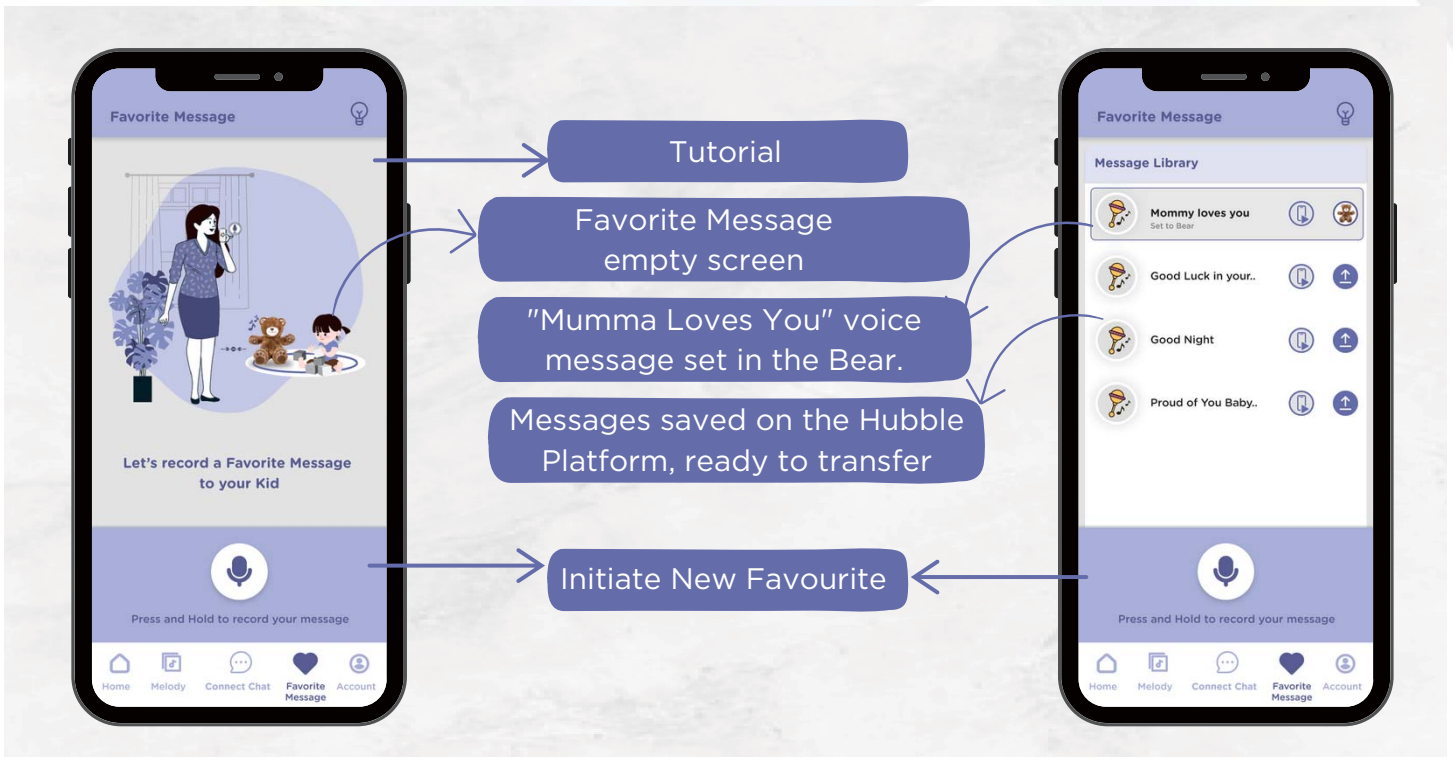 Favorite Message
Let's record a Favorite Message
to your Kid
Press and Hold to record your message
Home
Melody
Connect Chat
Favorite
Message
Account
Tutorial
Favorite Message
empty screen
"Mumma Loves You" voice
message set in the Bear.
Messages saved on the Hubble
Platform, ready to transfer
Initiate New Favourite
Favorite Message
Message Library
Mommy loves you
Set to Bear
Good Luck in your..
Good Night
Proud of You Baby..
Press and Hold to record your message
Home
Melody
Connect Chat
Favorite
Message
Account